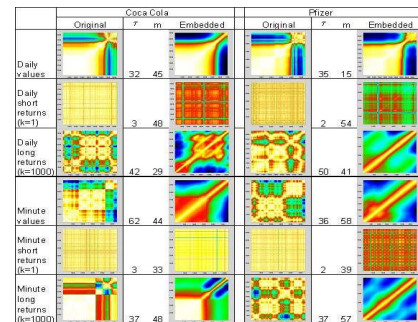 Coca Cola Pfizer
Original τ m Embedded Original τ m Embedded
Daily
values 32 45 35 15
Daily
short
returns
(k=1) 3 48 2 54
Daily
long
returns
(k=1000) 42 29 50 41
Minute
values 62 44 36 58
Minute
short
returns
(k=1) 3 33 2 39
Minute
long
returns
(k=1000) 37 48 37 57